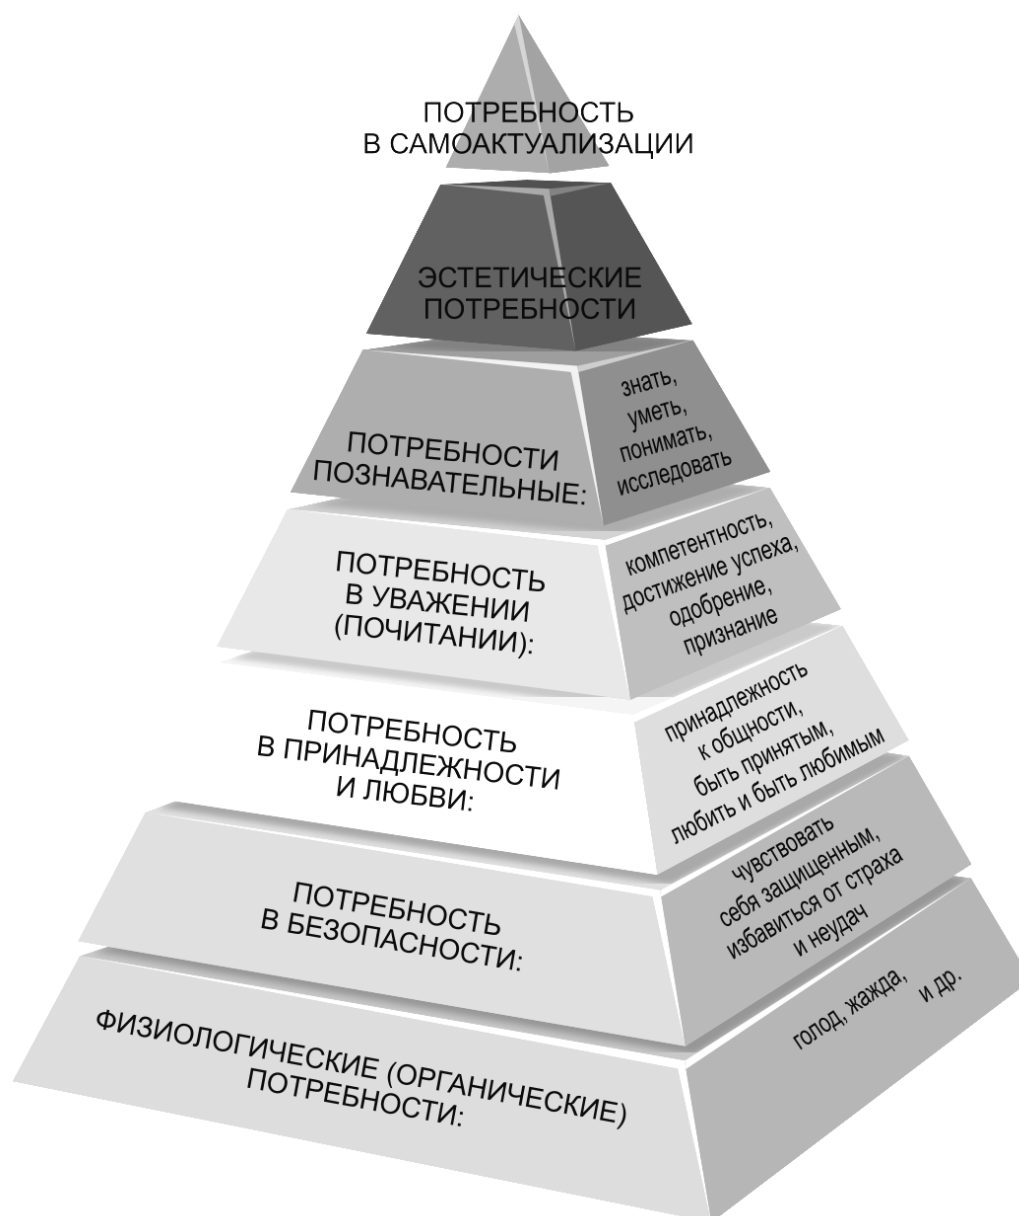 ПОТРЕБНОСТЬ
В САМОАКТУАЛИЗАЦИИ
ЭСТЕТИЧЕСКИЕ
ПОТРЕБНОСТИ
ПОТРЕБНОСТИ
ПОЗНАВАТЕЛЬНЫЕ:
знать,
уметь,
понимать,
исследовать
ПОТРЕБНОСТЬ
В УВАЖЕНИИ
(ПОЧИТАНИИ):
компетентность,
достижение успеха,
одобрение,
признание
ПОТРЕБНОСТЬ
В ПРИНАДЛЕЖНОСТИ
И ЛЮБВИ:
принадлежность
к общности,
быть принятым,
любить и быть любимым
ПОТРЕБНОСТЬ
В БЕЗОПАСНОСТИ:
чувствовать
себя защищенным,
избавиться от страха
и неудач
ФИЗИОЛОГИЧЕСКИЕ (ОРГАНИЧЕСКИЕ)
ПОТРЕБНОСТИ:
голод, жажда,
и др.